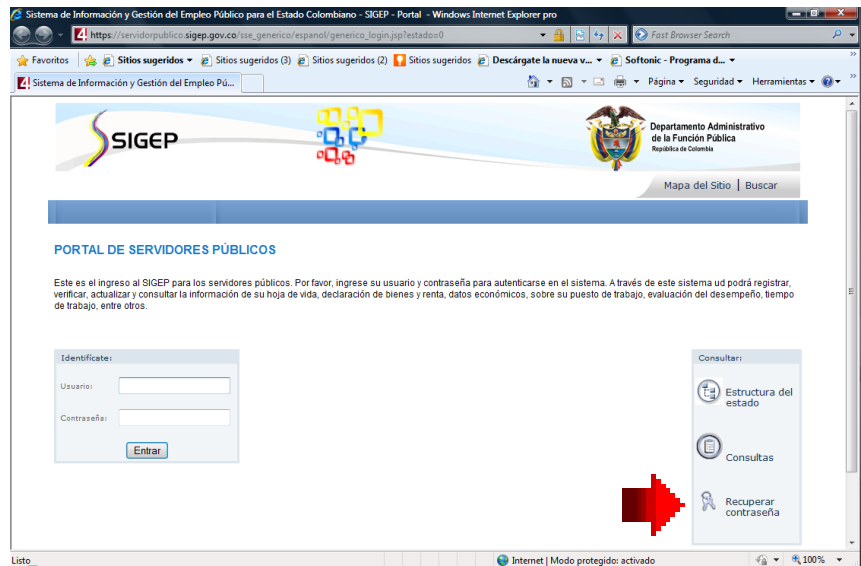 Sistema de Información y Gestión del Empleo Público para el Estado Colombiano - SIGEP - Portal - Windows Internet Explorer pro
https://servidorpublico.sigep.gov.co/sse_generico/espanol/generico_login.jsp?estado=0
Fast Browser Search
Favoritos Sitios sugeridos Sitios sugeridos (3) Sitios sugeridos (2) Sitios sugeridos Descárgate la nueva v... Softonic - Programa d...
Sistema de Información y Gestión del Empleo Pú... Página Seguridad Herramientas
SIGEP
Departamento Administrativo
de la Función Pública
República de Colombia
Mapa del Sitio | Buscar
PORTAL DE SERVIDORES PÚBLICOS
Este es el ingreso al SIGEP para los servidores públicos. Por favor, ingrese su usuario y contraseña para autenticarse en el sistema. A través de este sistema ud podrá registrar,
verificar, actualizar y consultar la información de su hoja de vida, declaración de bienes y renta, datos económicos, sobre su puesto de trabajo, evaluación del desempeño, tiempo
de trabajo, entre otros.
Identifícate:
Usuario:
Contraseña:
Entrar
Consultar:
Estructura del
estado
Consultas
Recuperar
contraseña
Listo
Internet | Modo protegido: activado
100%